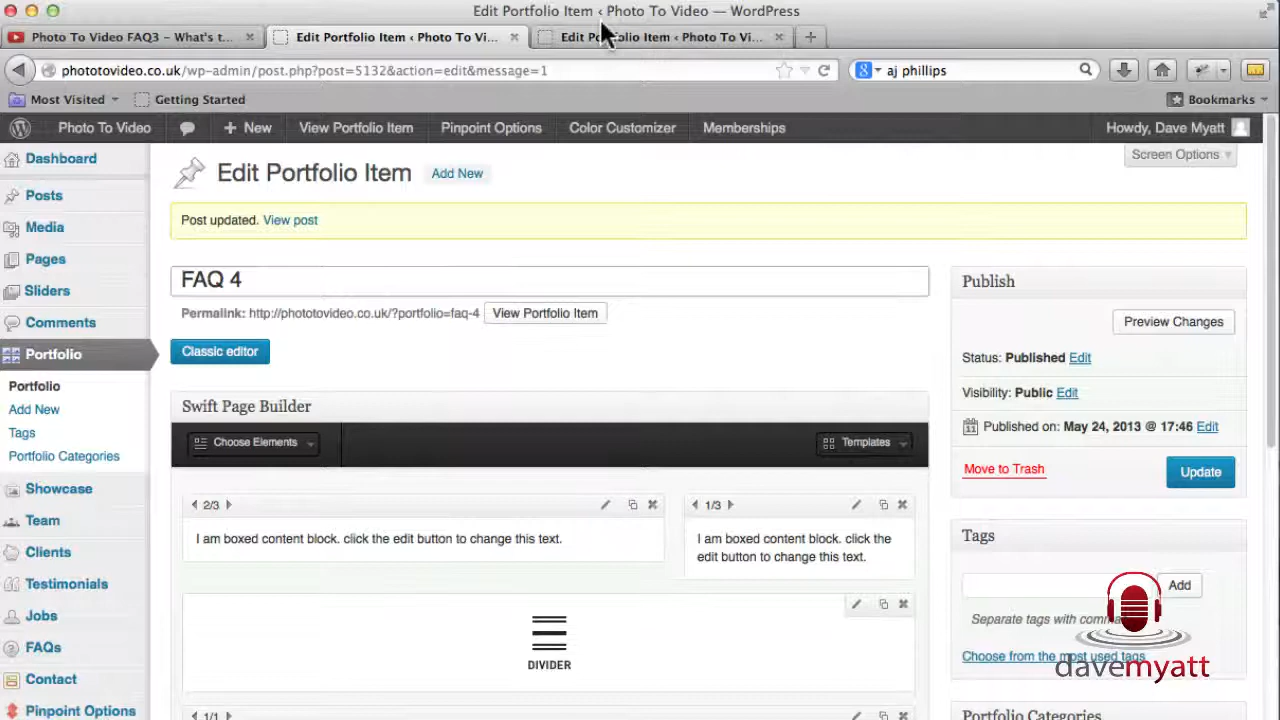 Edit Portfolio Item ‹ Photo To Video — WordPress
Photo To Video FAQ3 – What's t...
Edit Portfolio Item ‹ Photo To Vi...
Edit Portfolio Item ‹ Photo To Vi...
phototovideo.co.uk/wp-admin/post.php?post=5132&action=edit&message=1
aj phillips
Most Visited
Getting Started
Bookmarks
Photo To Video
New
View Portfolio Item
Pinpoint Options
Color Customizer
Memberships
Howdy, Dave Myatt
Dashboard
Posts
Media
Pages
Sliders
Comments
Portfolio
Portfolio
Add New
Tags
Portfolio Categories
Showcase
Team
Clients
Testimonials
Jobs
FAQs
Contact
Pinpoint Options
Screen Options
Edit Portfolio Item
Add New
Post updated. View post
FAQ 4
Permalink: http://phototovideo.co.uk/?portfolio=faq-4
View Portfolio Item
Classic editor
Swift Page Builder
Choose Elements
Templates
2/3
I am boxed content block. click the edit button to change this text.
1/3
I am boxed content block. click the
edit button to change this text.
DIVIDER
1/1
Publish
Preview Changes
Status: Published Edit
Visibility: Public Edit
Published on: May 24, 2013 @ 17:46 Edit
Move to Trash
Update
Tags
Add
Separate tags with comm
Choose from the most used tags
davemyatt
Portfolio Categories